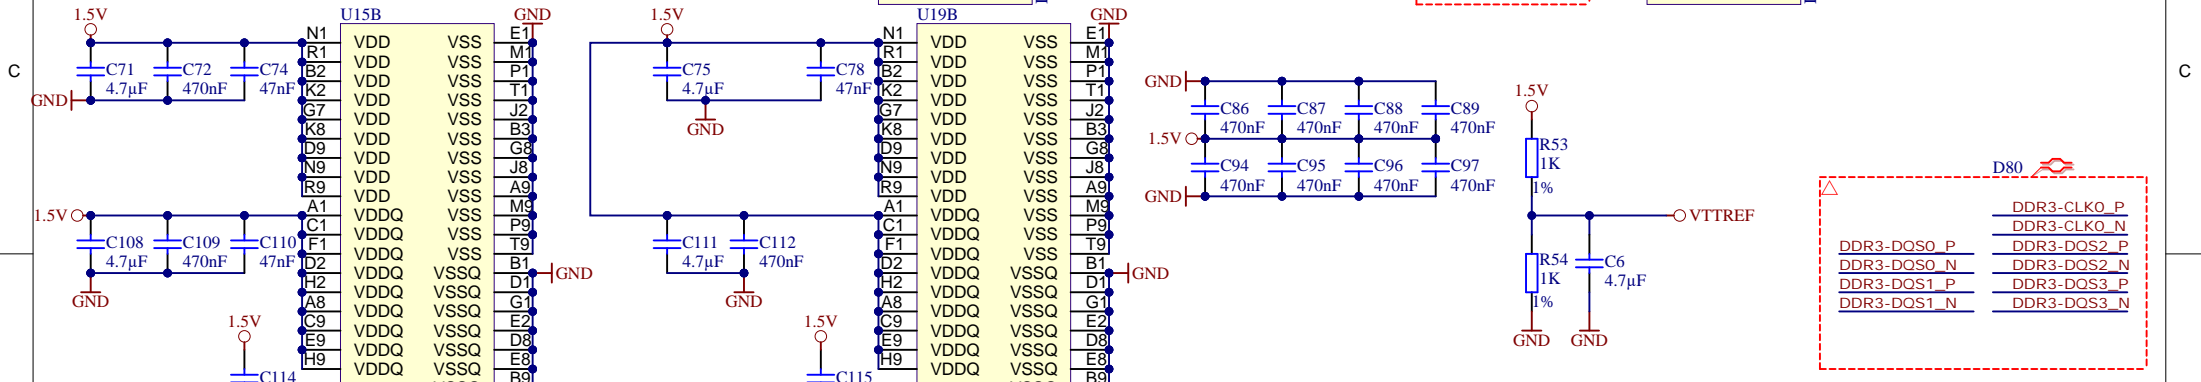 1.5V
U15B
GND
1.5V
U19B
GND
C
C71
4.7µF
C72
470nF
C74
47nF
GND
N1 VDD VSS E1
R1 VDD VSS M1
B2 VDD VSS P1
K2 VDD VSS T1
G7 VDD VSS J2
K8 VDD VSS B3
D9 VDD VSS G8
N9 VDD VSS J8
R9 VDD VSS A9
A1 VDDQ VSS M9
C1 VDDQ VSS P9
F1 VDDQ VSS T9
D2 VDDQ VSSQ B1
H2 VDDQ VSSQ D1
A8 VDDQ VSSQ G1
C9 VDDQ VSSQ E2
E9 VDDQ VSSQ D8
H9 VDDQ VSSQ E8
B9
GND
1.5V
C108
4.7µF
C109
470nF
C110
47nF
GND
1.5V
C114
C75
4.7µF
C78
47nF
GND
N1 VDD VSS E1
R1 VDD VSS M1
B2 VDD VSS P1
K2 VDD VSS T1
G7 VDD VSS J2
K8 VDD VSS B3
D9 VDD VSS G8
N9 VDD VSS J8
R9 VDD VSS A9
A1 VDDQ VSS M9
C1 VDDQ VSS P9
F1 VDDQ VSS T9
D2 VDDQ VSSQ B1
H2 VDDQ VSSQ D1
A8 VDDQ VSSQ G1
C9 VDDQ VSSQ E2
E9 VDDQ VSSQ D8
H9 VDDQ VSSQ E8
B9
GND
C111
4.7µF
C112
470nF
GND
1.5V
C115
GND
C86
470nF
C87
470nF
C88
470nF
C89
470nF
1.5V
C94
470nF
C95
470nF
C96
470nF
C97
470nF
GND
1.5V
R53
1K
1%
VTTREF
R54
1K
1%
C6
4.7µF
GND
GND
D80
DDR3-CLK0_P
DDR3-CLK0_N
DDR3-DQS0_P DDR3-DQS2_P
DDR3-DQS0_N DDR3-DQS2_N
DDR3-DQS1_P DDR3-DQS3_P
DDR3-DQS1_N DDR3-DQS3_N
C